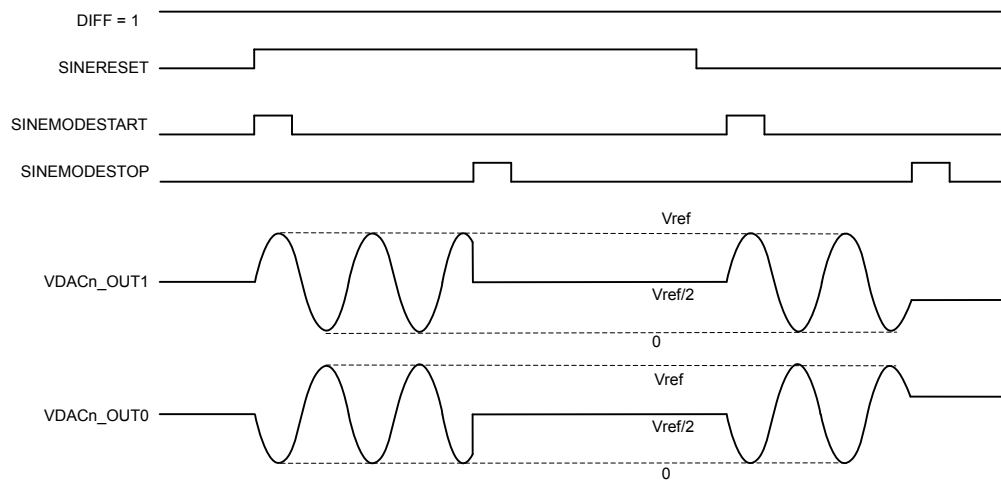 DIFF = 1
SINERESET
SINEMODESTART
SINEMODESTOP
Vref
VDACn_OUT1
Vref/2
0
Vref
VDACn_OUT0
Vref/2
0